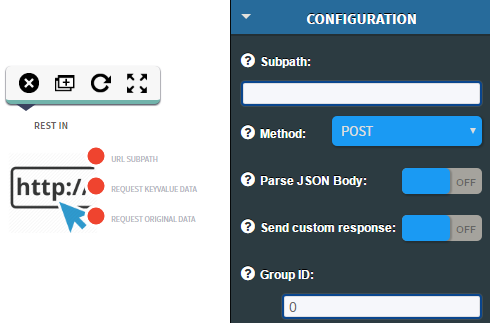 CONFIGURATION
Subpath:
Method:
POST
Parse JSON Body:
OFF
Send custom response:
OFF
Group ID:
0
REST IN
http:/
URL SUBPATH
REQUEST KEYVALUE DATA
REQUEST ORIGINAL DATA